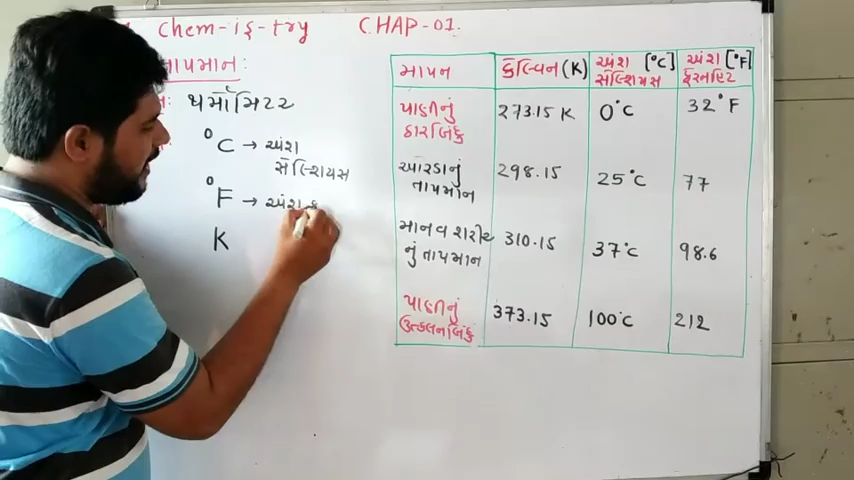 Chem-is-try CHAP-01.
તાપમાન:
થર્મોમિટર
°C → અંશ
સેલ્શિયસ
°F → અંશ ફ
K
માપન કેલ્વિન (K) અંશ [°C] સેલ્શિયસ અંશ [°F] ફેરનહિટ
પાણીનું ઠારબિંદુ 273.15 K 0°C 32°F
ઓરડાનું તાપમાન 298.15 25°C 77
માનવ શરીર નું તાપમાન 310.15 37°C 98.6
પાણીનું ઉત્કલનબિંદુ 373.15 100°C 212